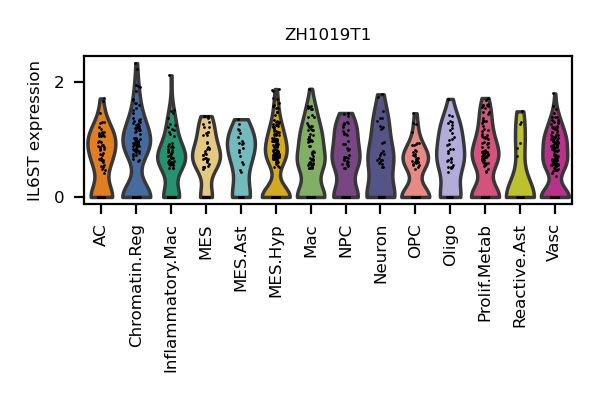 ZH1019T1
IL6ST expression
2
0
AC
Chromatin.Reg
Inflammatory.Mac
MES
MES.Ast
MES.Hyp
Mac
NPC
Neuron
OPC
Oligo
Prolif.Metab
Reactive.Ast
Vasc